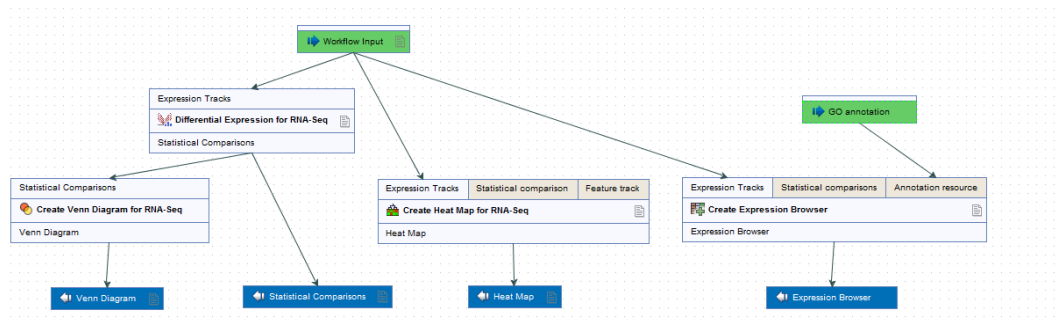 Workflow Input
Expression Tracks
Differential Expression for RNA-Seq
Statistical Comparisons
GO annotation
Statistical Comparisons
Create Venn Diagram for RNA-Seq
Venn Diagram
Expression Tracks Statistical comparison Feature track
Create Heat Map for RNA-Seq
Heat Map
Expression Tracks Statistical comparisons Annotation resource
Create Expression Browser
Expression Browser
Venn Diagram
Statistical Comparisons
Heat Map
Expression Browser